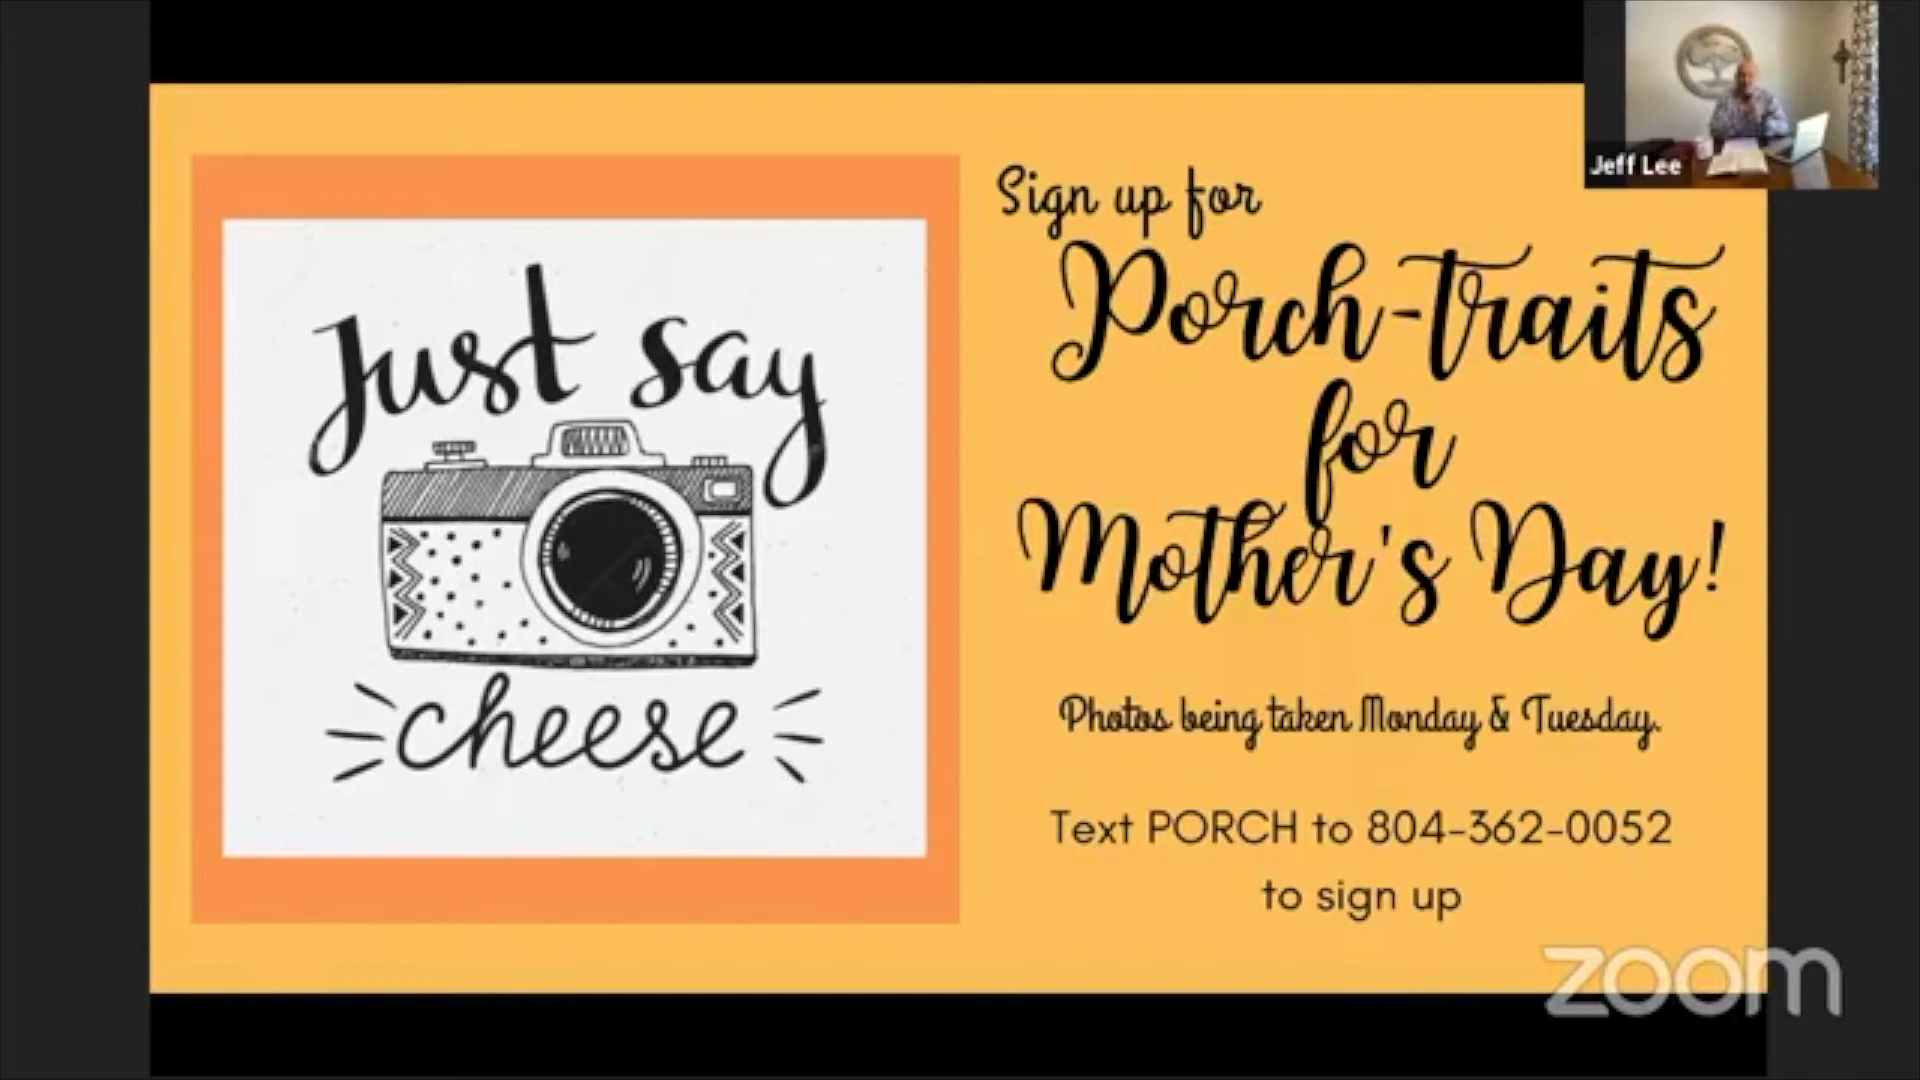 Jeff Lee
Just say
cheese
Sign up for
Porch-traits
for
Mother's Day!
Photos being taken Monday & Tuesday.
Text PORCH to 804-362-0052
to sign up
zoom